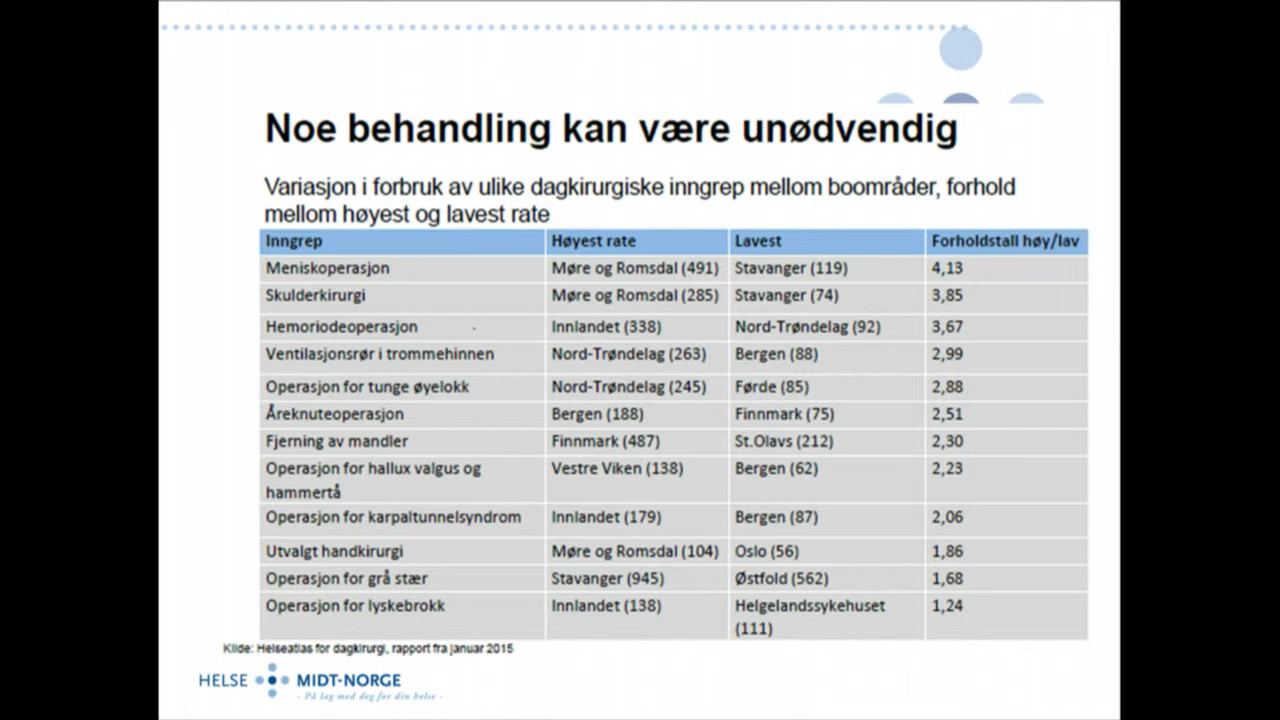 Noe behandling kan være unødvendig
Variasjon i forbruk av ulike dagkirurgiske inngrep mellom boområder, forhold
mellom høyest og lavest rate
Inngrep Høyest rate Lavest Forholdstall høy/lav
Meniskoperasjon Møre og Romsdal (491) Stavanger (119) 4,13
Skulderkirurgi Møre og Romsdal (285) Stavanger (74) 3,85
Hemoriodeoperasjon Innlandet (338) Nord-Trøndelag (92) 3,67
Ventilasjonsrør i trommehinnen Nord-Trøndelag (263) Bergen (88) 2,99
Operasjon for tunge øyelokk Nord-Trøndelag (245) Førde (85) 2,88
Åreknuteoperasjon Bergen (188) Finnmark (75) 2,51
Fjerning av mandler Finnmark (487) St.Olavs (212) 2,30
Operasjon for hallux valgus og Vestre Viken (138) Bergen (62) 2,23
hammertå
Operasjon for karpaltunnelsyndrom Innlandet (179) Bergen (87) 2,06
Utvalgt handkirurgi Møre og Romsdal (104) Oslo (56) 1,86
Operasjon for grå stær Stavanger (945) Østfold (562) 1,68
Operasjon for lyskebrokk Innlandet (138) Helgelandssykehuset 1,24
(111)
Kilde: Helseatlas for dagkirurgi, rapport fra januar 2015
HELSE MIDT-NORGE
- På lag med deg for din helse -